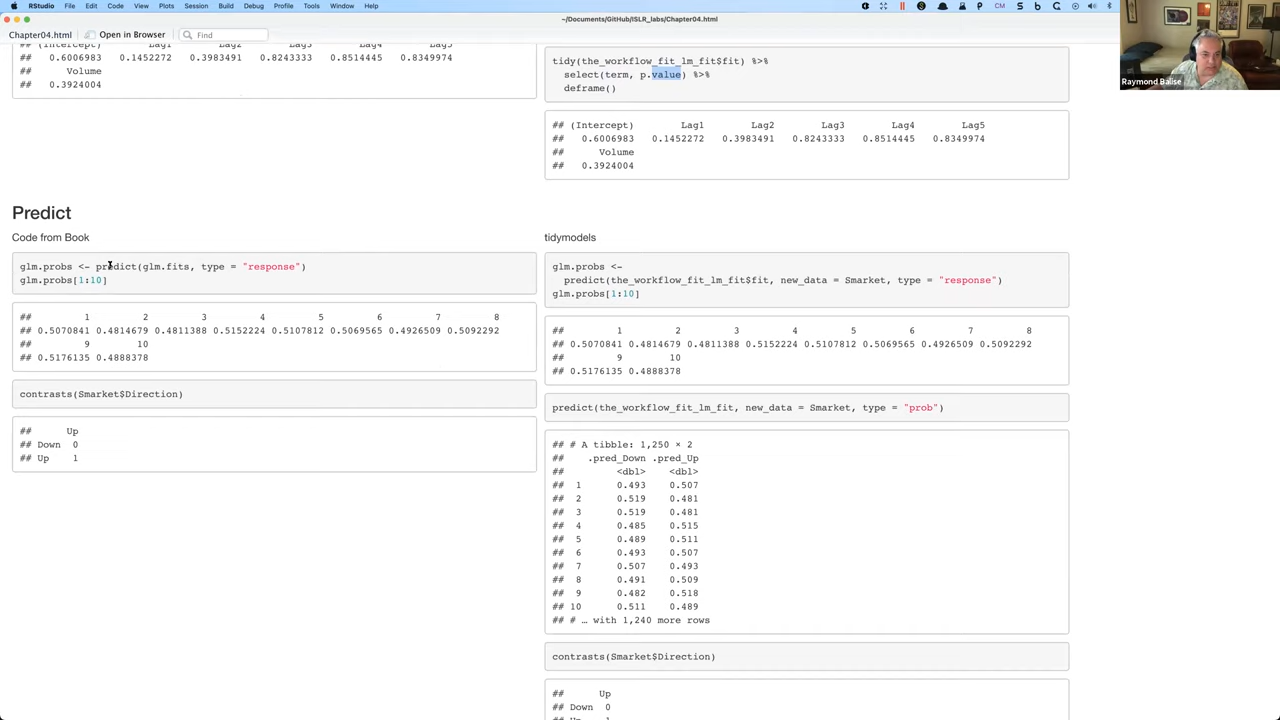 RStudio File Edit Code View Plots Session Build Debug Profile Tools Window Help
~/Documents/GitHub/ISLR_labs/Chapter04.html
Chapter04.html Open in Browser Find
Raymond Balise
## (Intercept) Lag1 Lag2 Lag3 Lag4 Lag5
## 0.6006983 0.1452272 0.3983491 0.8243333 0.8514445 0.8349974
## Volume
## 0.3924004
tidy(the_workflow_fit_lm_fit$fit) %>%
select(term, p.value) %>%
deframe()
## (Intercept) Lag1 Lag2 Lag3 Lag4 Lag5
## 0.6006983 0.1452272 0.3983491 0.8243333 0.8514445 0.8349974
## Volume
## 0.3924004
Predict
Code from Book
glm.probs <- predict(glm.fits, type = "response")
glm.probs[1:10]
## 1 2 3 4 5 6 7 8
## 0.5070841 0.4814679 0.4811388 0.5152224 0.5107812 0.5069565 0.4926509 0.5092292
## 9 10
## 0.5176135 0.4888378
contrasts(Smarket$Direction)
## Up
## Down 0
## Up 1
tidymodels
glm.probs <-
predict(the_workflow_fit_lm_fit$fit, new_data = Smarket, type = "response")
glm.probs[1:10]
## 1 2 3 4 5 6 7 8
## 0.5070841 0.4814679 0.4811388 0.5152224 0.5107812 0.5069565 0.4926509 0.5092292
## 9 10
## 0.5176135 0.4888378
predict(the_workflow_fit_lm_fit, new_data = Smarket, type = "prob")
## # A tibble: 1,250 × 2
## .pred_Down .pred_Up
## <dbl> <dbl>
## 1 0.493 0.507
## 2 0.519 0.481
## 3 0.519 0.481
## 4 0.485 0.515
## 5 0.489 0.511
## 6 0.493 0.507
## 7 0.507 0.493
## 8 0.491 0.509
## 9 0.482 0.518
## 10 0.511 0.489
## # … with 1,240 more rows
contrasts(Smarket$Direction)
## Up
## Down 0
## Up 1